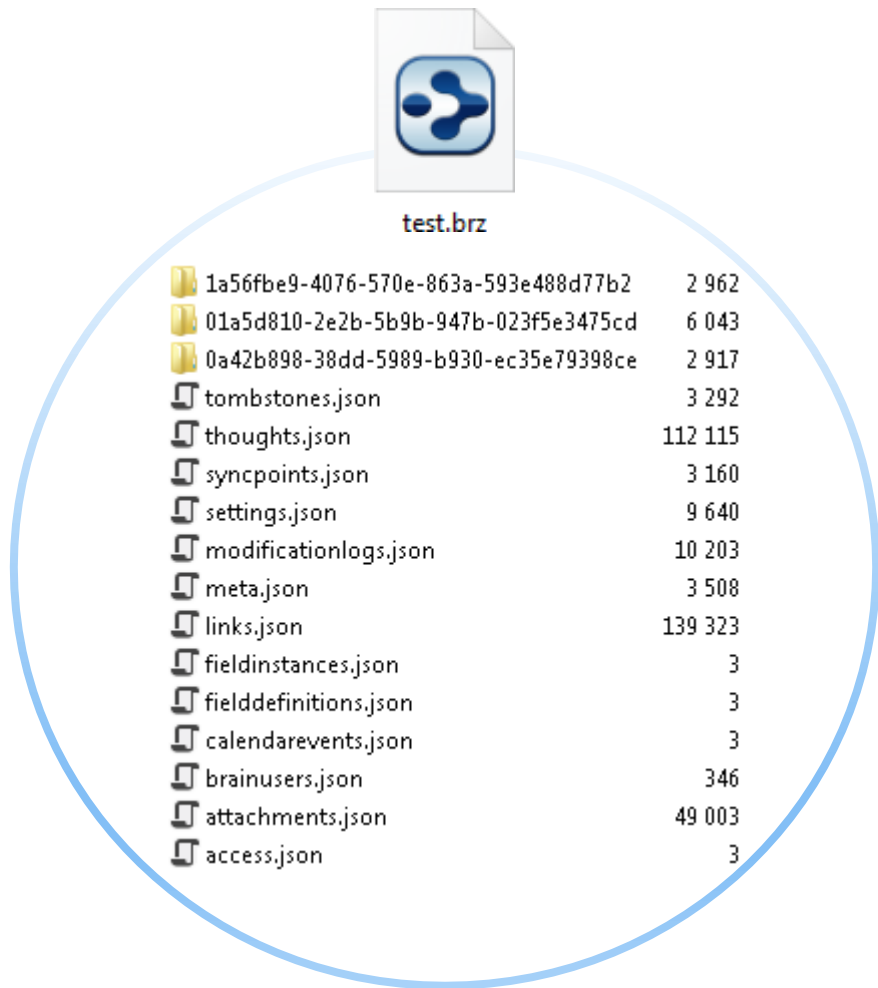 test.brz
1a56fbe9-4076-570e-863a-593e488d77b2 2 962
01a5d810-2e2b-5b9b-947b-023f5e3475cd 6 043
0a42b898-38dd-5989-b930-ec35e79398ce 2 917
tombstones.json 3 292
thoughts.json 112 115
syncpoints.json 3 160
settings.json 9 640
modificationlogs.json 10 203
meta.json 3 508
links.json 139 323
fieldinstances.json 3
fielddefinitions.json 3
calendarevents.json 3
brainusers.json 346
attachments.json 49 003
access.json 3